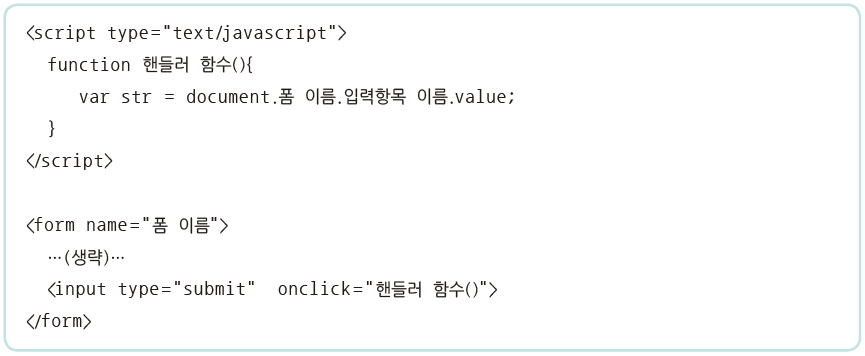 <script type="text/javascript">
function 핸들러 함수(){
var str = document.폼 이름.입력항목 이름.value;
}
</script>
<form name="폼 이름">
…(생략)…
<input type="submit" onclick="핸들러 함수()">
</form>